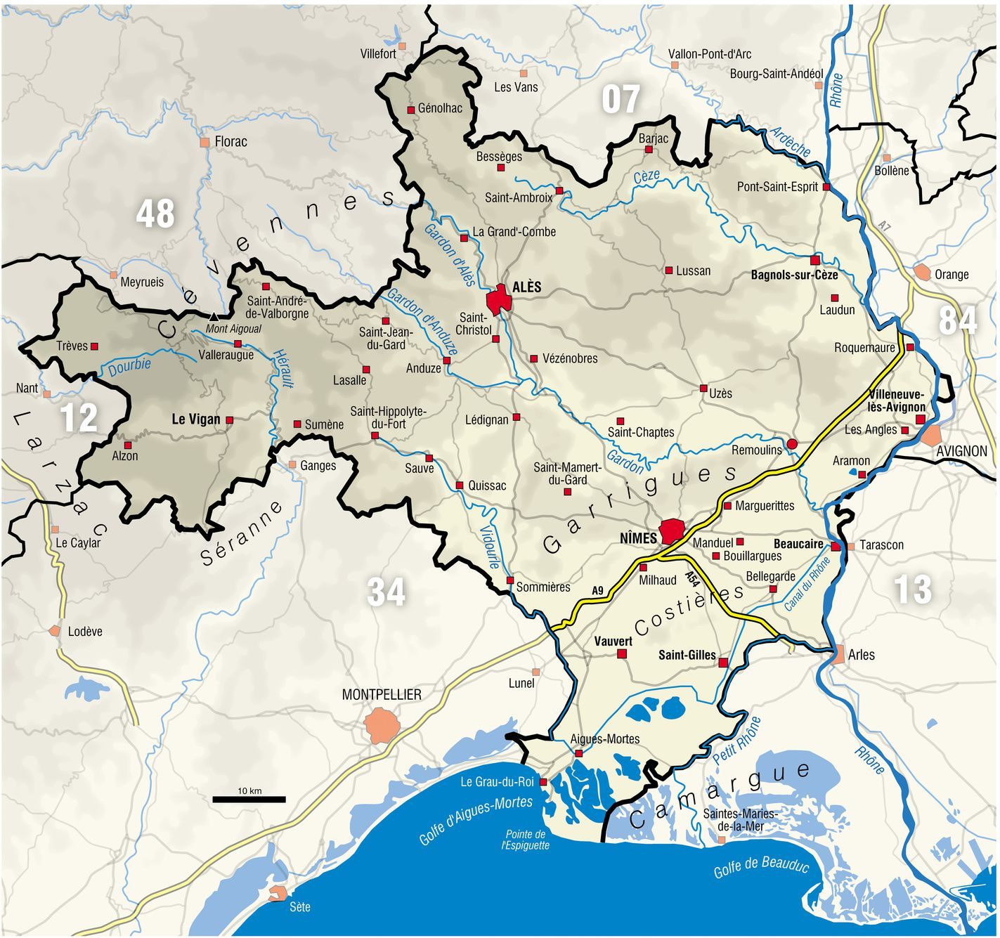 Villefort
Les Vans
Vallon-Pont-d'Arc
Bourg-Saint-Andéol
Rhône
07
Génolhac
Florac
Barjac
Ardèche
Bessèges
Bollène
Cèze
Pont-Saint-Esprit
Saint-Ambroix
48
Cévennes
A7
La Grand'-Combe
Gardon d'Alès
Lussan
Bagnols-sur-Cèze
Orange
Meyrueis
ALÈS
Saint-André-
de-Valborgne
Gardon d'Anduze
Laudun
84
Mont Aigoual
Saint-
Christol
Saint-Jean-
du-Gard
Trèves
Valleraugue
Roquemaure
Dourbie
Hérault
Anduze
Vézénobres
Lasalle
Nant
Uzès
Villeneuve-
lès-Avignon
12
Larzac
Le Vigan
Sumène
Saint-Hippolyte-
du-Fort
Lédignan
Saint-Chaptes
Les Angles
Remoulins
AVIGNON
Alzon
Ganges
Sauve
Gardon
Aramon
Saint-Mamert-
du-Gard
Quissac
Garrigues
Marguerittes
Séranne
Vidourle
Le Caylar
NÎMES
Manduel
Bouillargues
Beaucaire
Tarascon
Milhaud
A54
Bellegarde
Canal du Rhône
34
Sommières
A9
13
Costières
Lodève
Vauvert
Saint-Gilles
Arles
Lunel
MONTPELLIER
Aigues-Mortes
Petit Rhône
Rhône
Le Grau-du-Roi
Camargue
10 km
Golfe d'Aigues-Mortes
Saintes-Maries-
de-la-Mer
Pointe de
l'Espiguette
Golfe de Beauduc
Sète